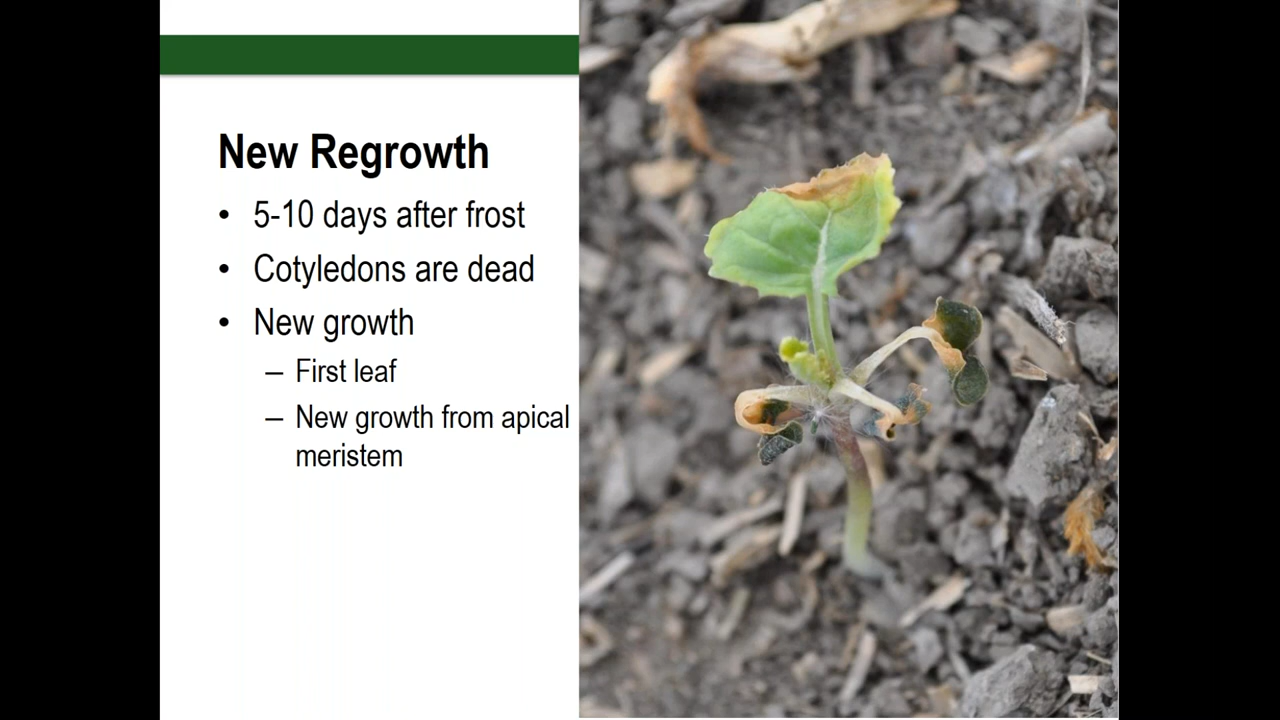 New Regrowth
• 5-10 days after frost
• Cotyledons are dead
• New growth
– First leaf
– New growth from apical
meristem